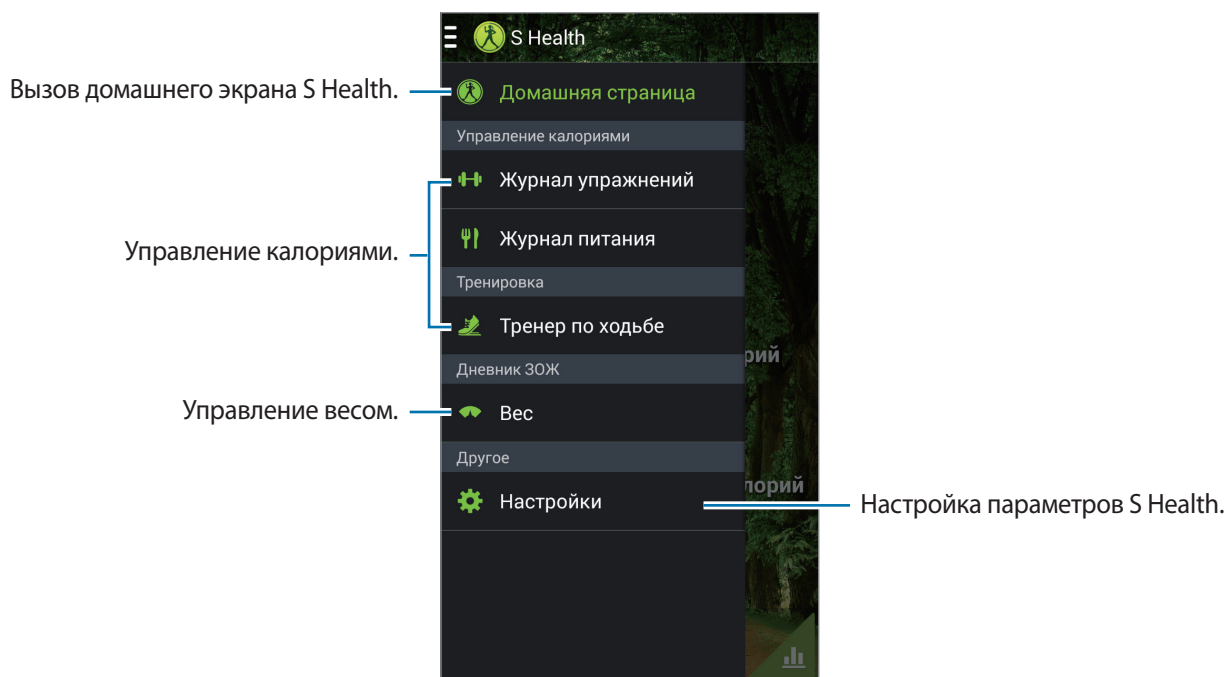 S Health
Вызов домашнего экрана S Health.
Домашняя страница
Управление калориями
Журнал упражнений
Управление калориями.
Журнал питания
Тренировка
Тренер по ходьбе
рий
Дневник ЗОЖ
Управление весом.
Вес
Другое
лорий
Настройки
Настройка параметров S Health.